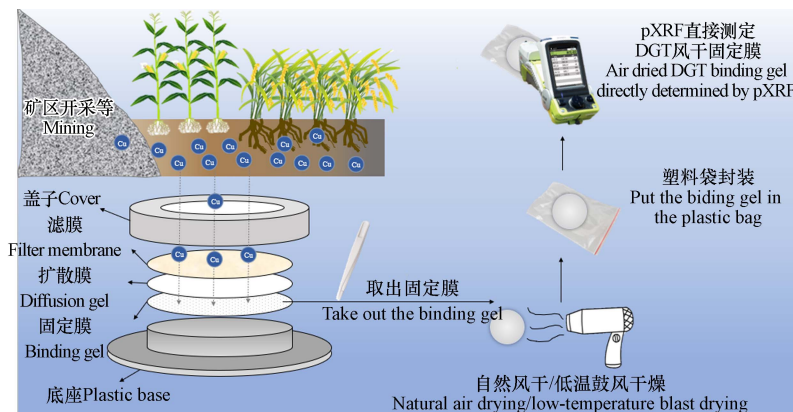 矿区开采等
Mining
Cu
Cu
Cu
Cu
Cu
Cu
Cu
Cu
Cu
Cu
Cu
Cu
盖子Cover
Cu
滤膜
Filter membrane
Cu
Cu
Cu
扩散膜
Diffusion gel
固定膜
Binding gel
底座Plastic base
取出固定膜
Take out the binding gel
自然风干/低温鼓风干燥
Natural air drying/low-temperature blast drying
塑料袋封装
Put the biding gel in
the plastic bag
pXRF直接测定
DGT风干固定膜
Air dried DGT binding gel
directly determined by pXRF